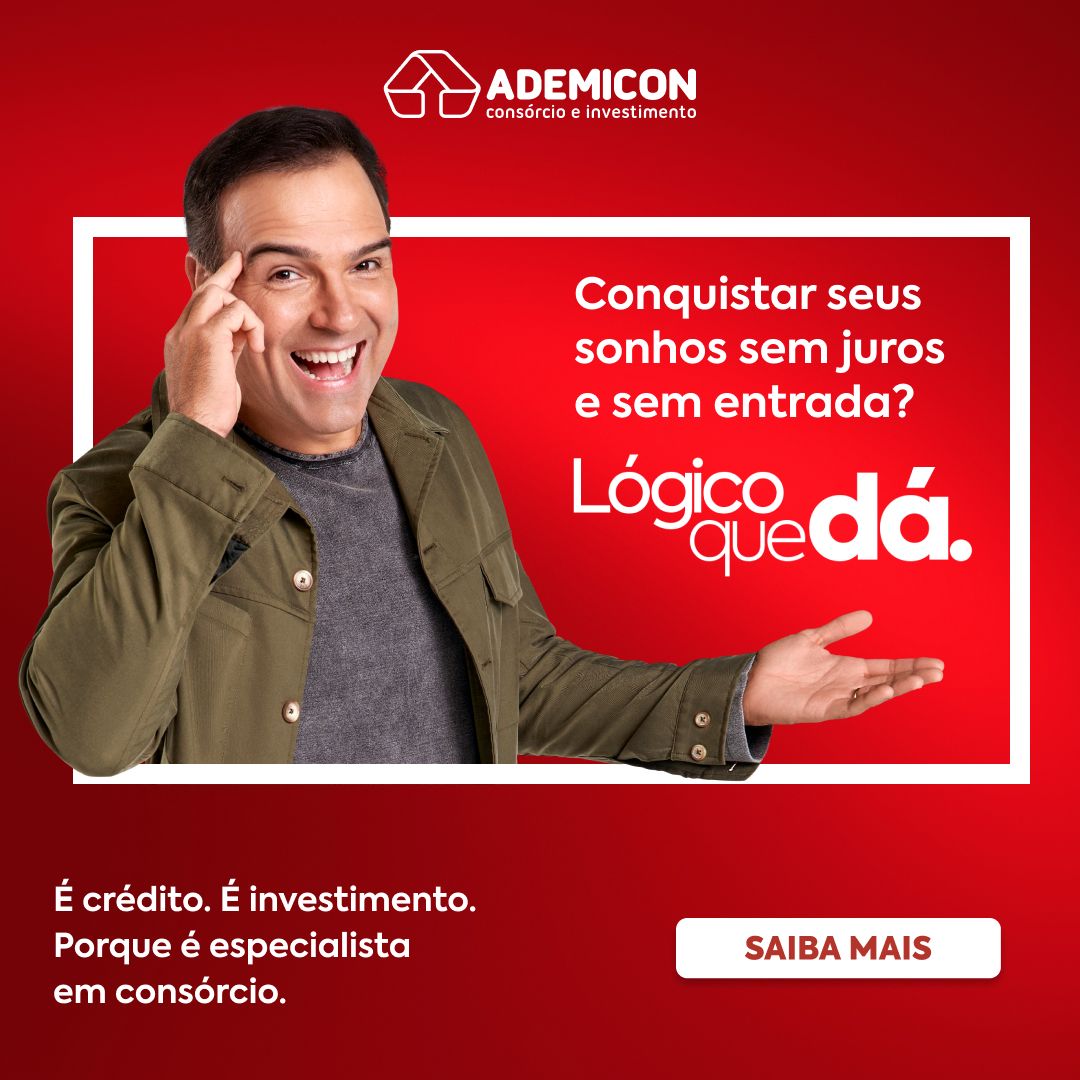 ADEMICON
consórcio e investimento
Conquistar seus
sonhos sem juros
e sem entrada?
Lógico
que dá.
É crédito. É investimento.
Porque é especialista
em consórcio.
SAIBA MAIS